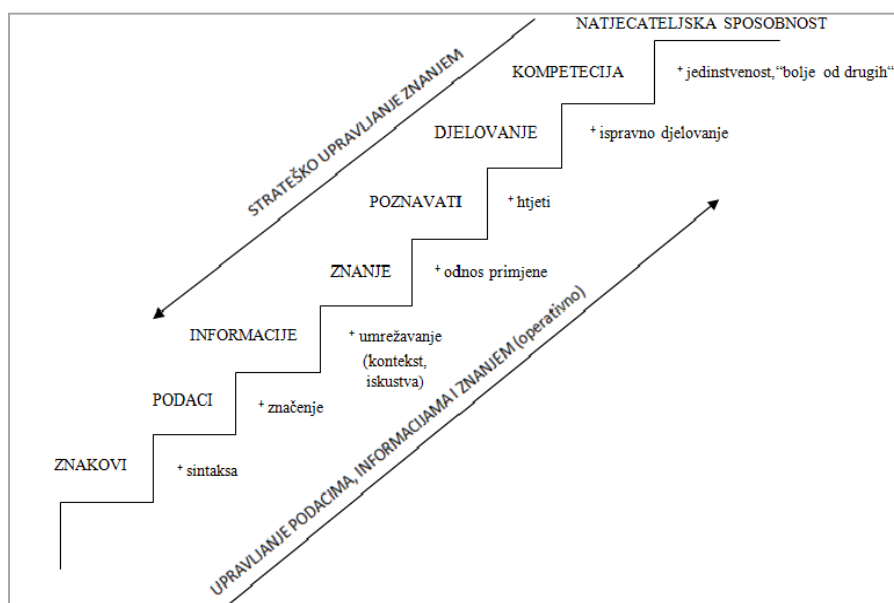 NATJECATELJSKA SPOSOBNOST
KOMPETECIJA
+ jedinstvenost,“bolje od drugih“
DJELOVANJE
+ ispravno djelovanje
POZNAVATI
+ htjeti
ZNANJE
+ odnos primjene
INFORMACIJE
+ umrežavanje
(kontekst,
iskustva)
PODACI
+ značenje
ZNAKOVI
+ sintaksa
STRATEŠKO UPRAVLJANJE ZNANJEM
UPRAVLJANJE PODACIMA, INFORMACIJAMA I ZNANJEM (operativno)